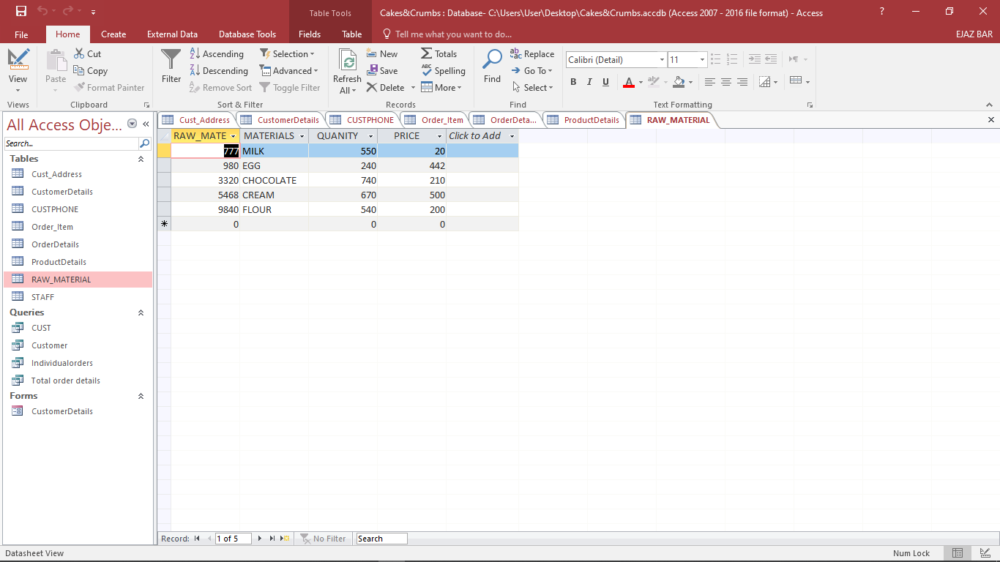 Table Tools
Cakes&Crumbs : Database- C:\Users\User\Desktop\Cakes&Crumbs.accdb (Access 2007 - 2016 file format) - Access
?
File Home Create External Data Database Tools Fields Table Tell me what you want to do... EJAZ BAR
View
Views
Paste
Cut
Copy
Format Painter
Clipboard
Filter
Ascending
Descending
Remove Sort
Selection
Advanced
Toggle Filter
Sort & Filter
Refresh
All
New
Save
Delete
Totals
Spelling
More
Records
Find
Replace
Go To
Select
Find
Calibri (Detail) 11
B I U A
Text Formatting
All Access Obje...
Search...
Tables
Cust_Address
CustomerDetails
CUSTPHONE
Order_Item
OrderDetails
ProductDetails
RAW_MATERIAL
STAFF
Queries
CUST
Customer
Individualorders
Total order details
Forms
CustomerDetails
Cust_Address CustomerDetails CUSTPHONE Order_Item OrderDeta... ProductDetails RAW_MATERIAL
RAW_MATE MATERIALS QUANITY PRICE Click to Add
777 MILK 550 20
980 EGG 240 442
3320 CHOCOLATE 740 210
5468 CREAM 670 500
9840 FLOUR 540 200
0 0 0
Record: 1 of 5 No Filter Search
Datasheet View Num Lock